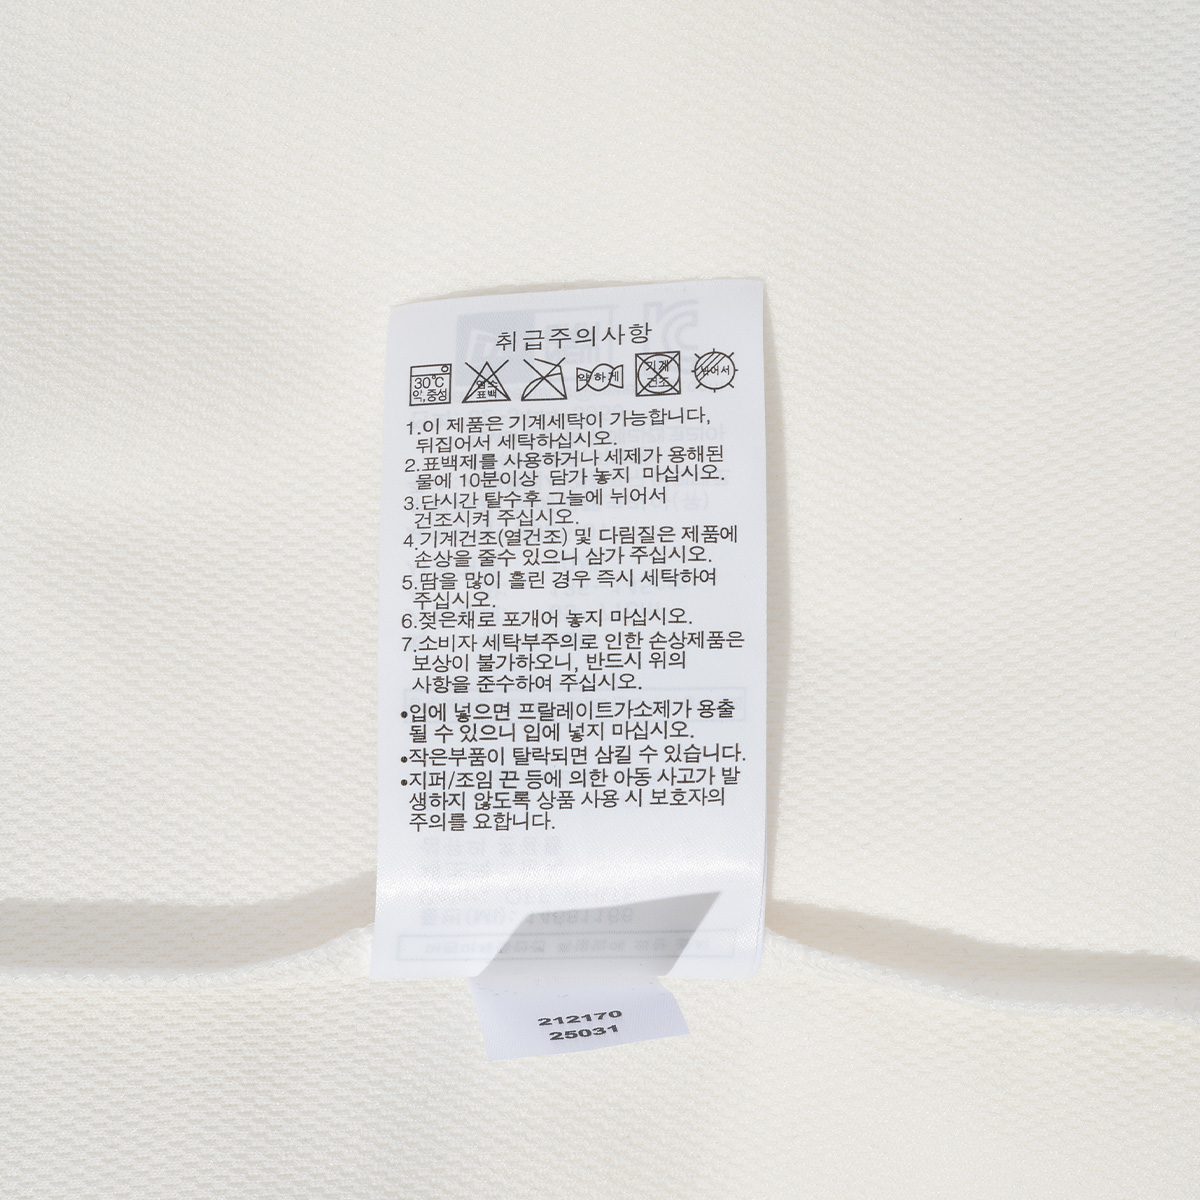 취급주의사항
30℃ 약,중성
염소 표백
약하게
기계 건조
뉘어서
1.이 제품은 기계세탁이 가능합니다,
뒤집어서 세탁하십시오.
2.표백제를 사용하거나 세제가 용해된
물에 10분이상 담가 놓지 마십시오.
3.단시간 탈수후 그늘에 뉘어서
건조시켜 주십시오.
4.기계건조(열건조) 및 다림질은 제품에
손상을 줄수 있으니 삼가 주십시오.
5.땀을 많이 흘린 경우 즉시 세탁하여
주십시오.
6.젖은채로 포개어 놓지 마십시오.
7.소비자 세탁부주의로 인한 손상제품은
보상이 불가하오니, 반드시 위의
사항을 준수하여 주십시오.
•입에 넣으면 프탈레이트가소제가 용출
될 수 있으니 입에 넣지 마십시오.
•작은부품이 탈락되면 삼킬 수 있습니다.
•지퍼/조임 끈 등에 의한 아동 사고가 발
생하지 않도록 상품 사용 시 보호자의
주의를 요합니다.
212170
25031